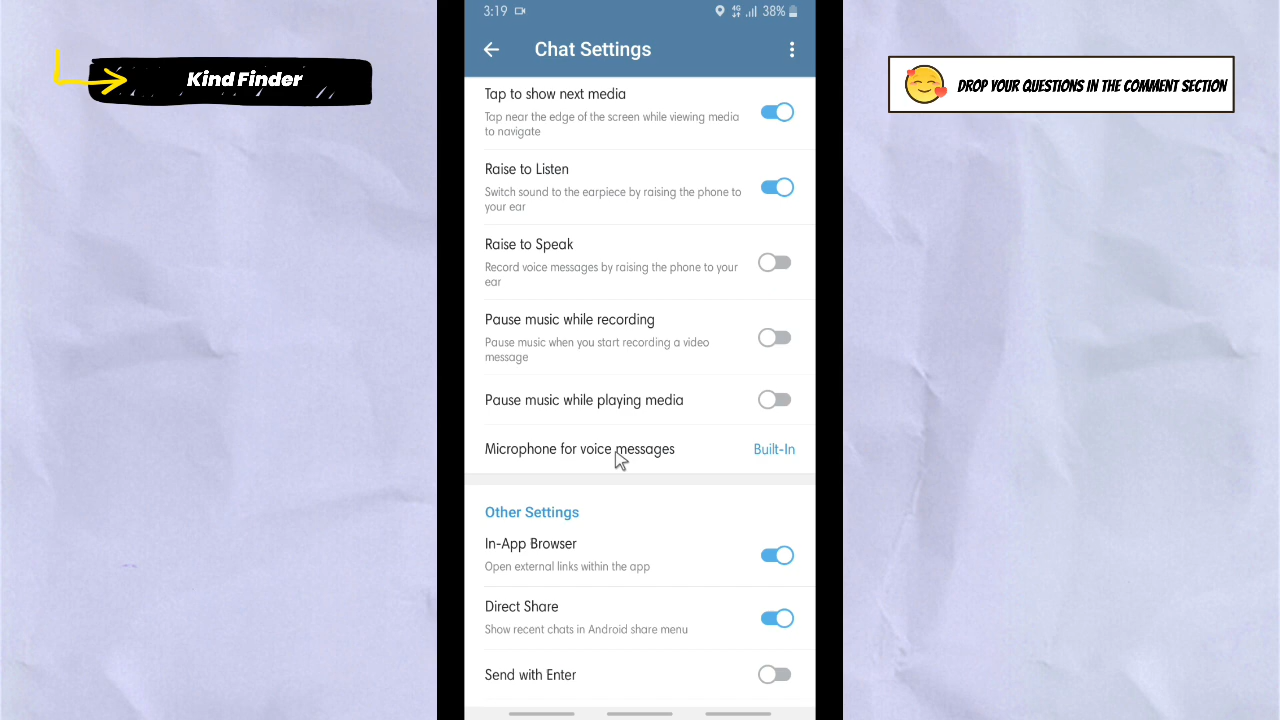 Kind Finder
DROP YOUR QUESTIONS IN THE COMMENT SECTION
3:19
4G
38%
Chat Settings
Tap to show next media
Tap near the edge of the screen while viewing media
to navigate
Raise to Listen
Switch sound to the earpiece by raising the phone to
your ear
Raise to Speak
Record voice messages by raising the phone to your
ear
Pause music while recording
Pause music when you start recording a video
message
Pause music while playing media
Microphone for voice messages
Built-In
Other Settings
In-App Browser
Open external links within the app
Direct Share
Show recent chats in Android share menu
Send with Enter